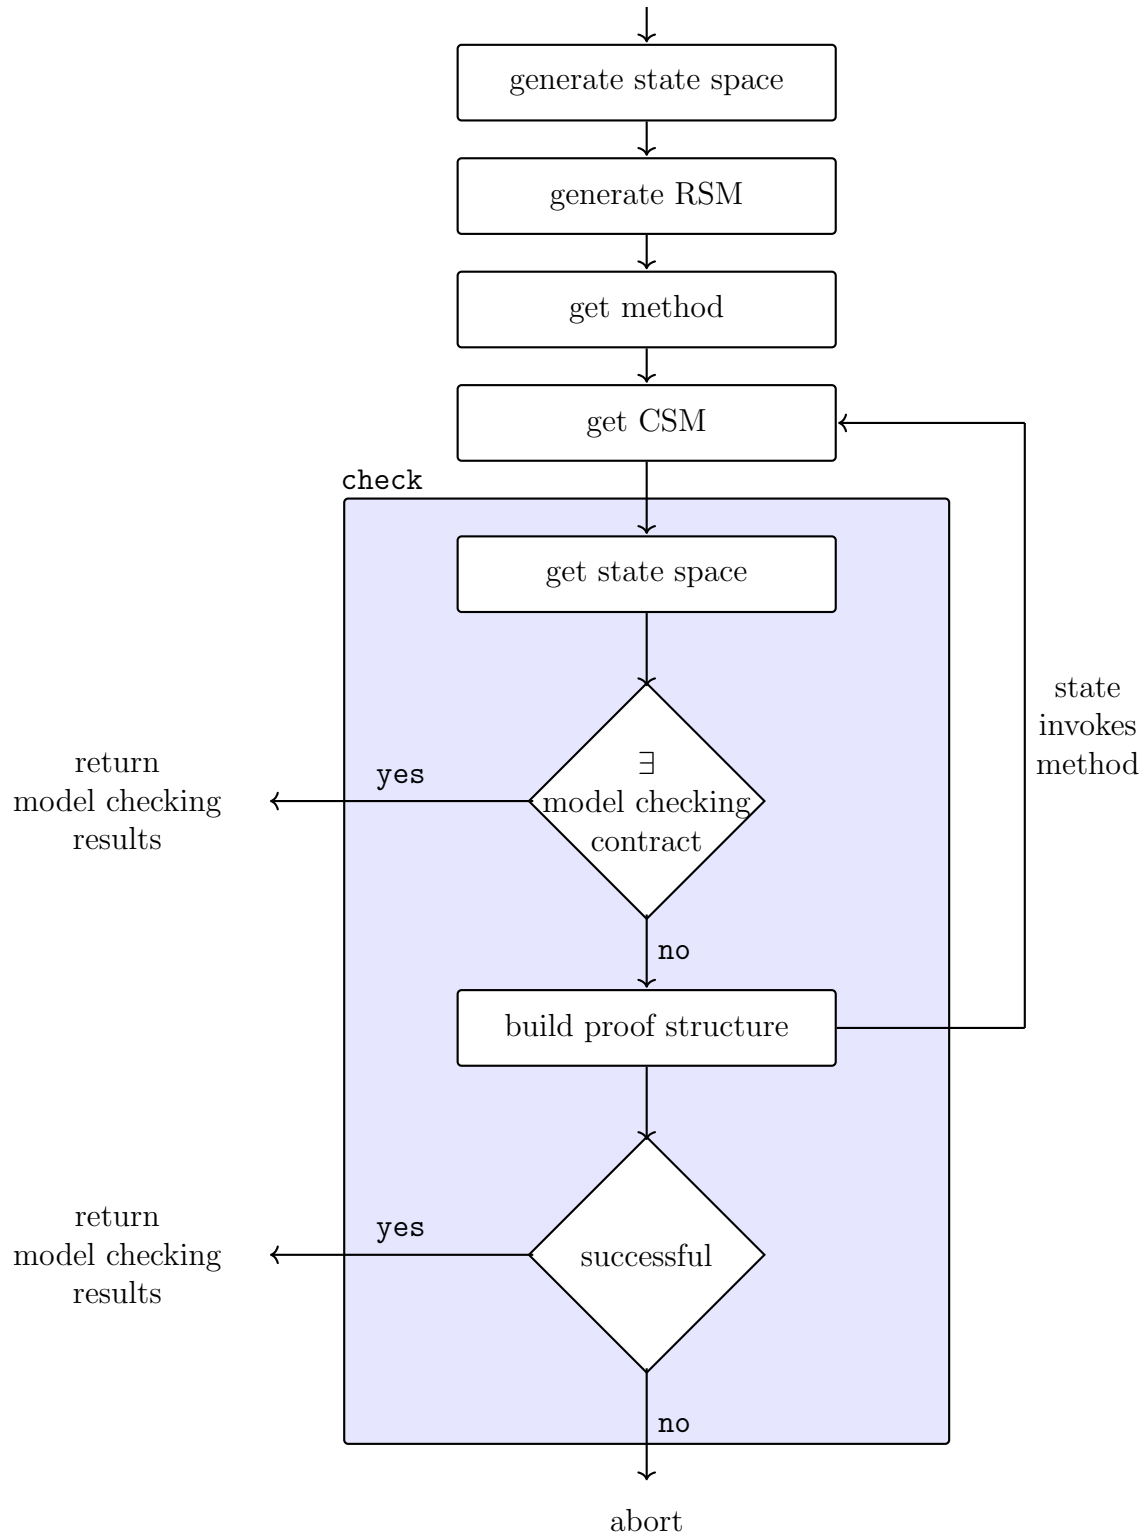 generate state space
generate RSM
get method
get CSM
check
get state space
state
invokes
method
∃
model checking
contract
yes
return
model checking
results
no
build proof structure
successful
yes
return
model checking
results
no
abort